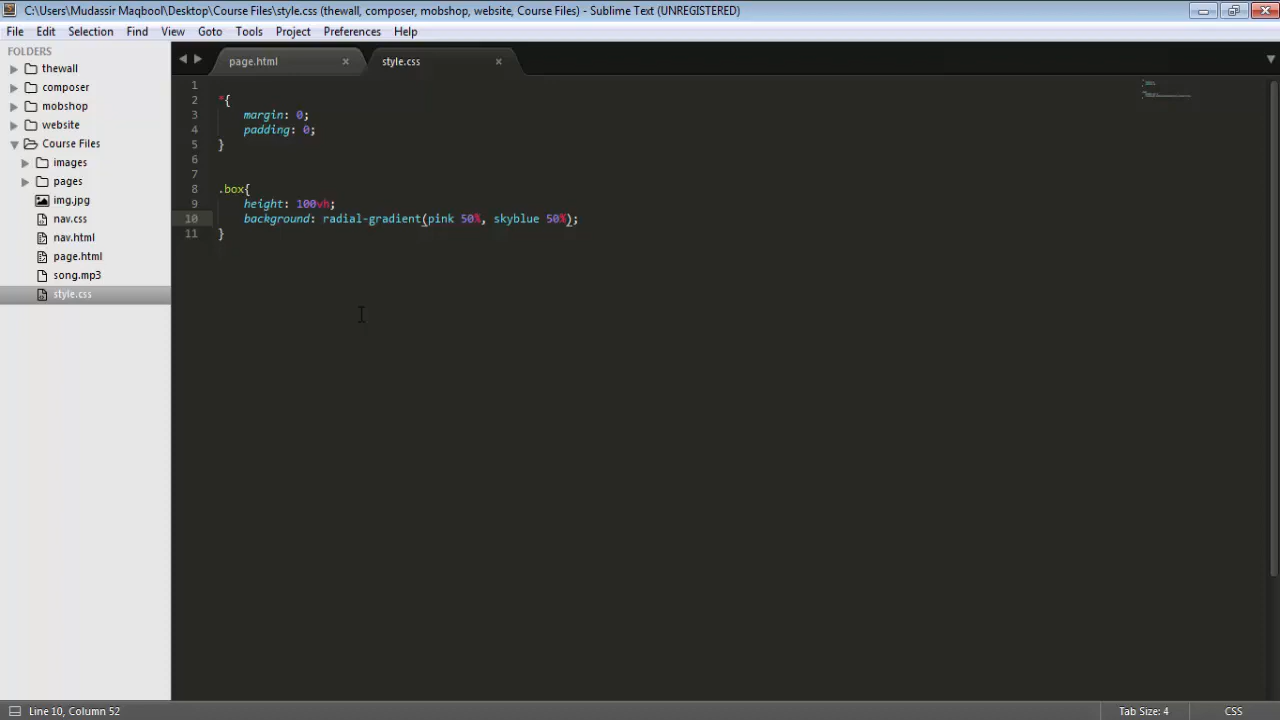 C:\Users\Mudassir Maqbool\Desktop\Course Files\style.css (thewall, composer, mobshop, website, Course Files) - Sublime Text (UNREGISTERED)
File Edit Selection Find View Goto Tools Project Preferences Help
FOLDERS
thewall
composer
mobshop
website
Course Files
images
pages
img.jpg
nav.css
nav.html
page.html
song.mp3
style.css
page.html style.css
1
2 *{
3 margin: 0;
4 padding: 0;
5 }
6
7
8 .box{
9 height: 100vh;
10 background: radial-gradient(pink 50%, skyblue 50%);
11 }
Line 10, Column 52 Tab Size: 4 CSS